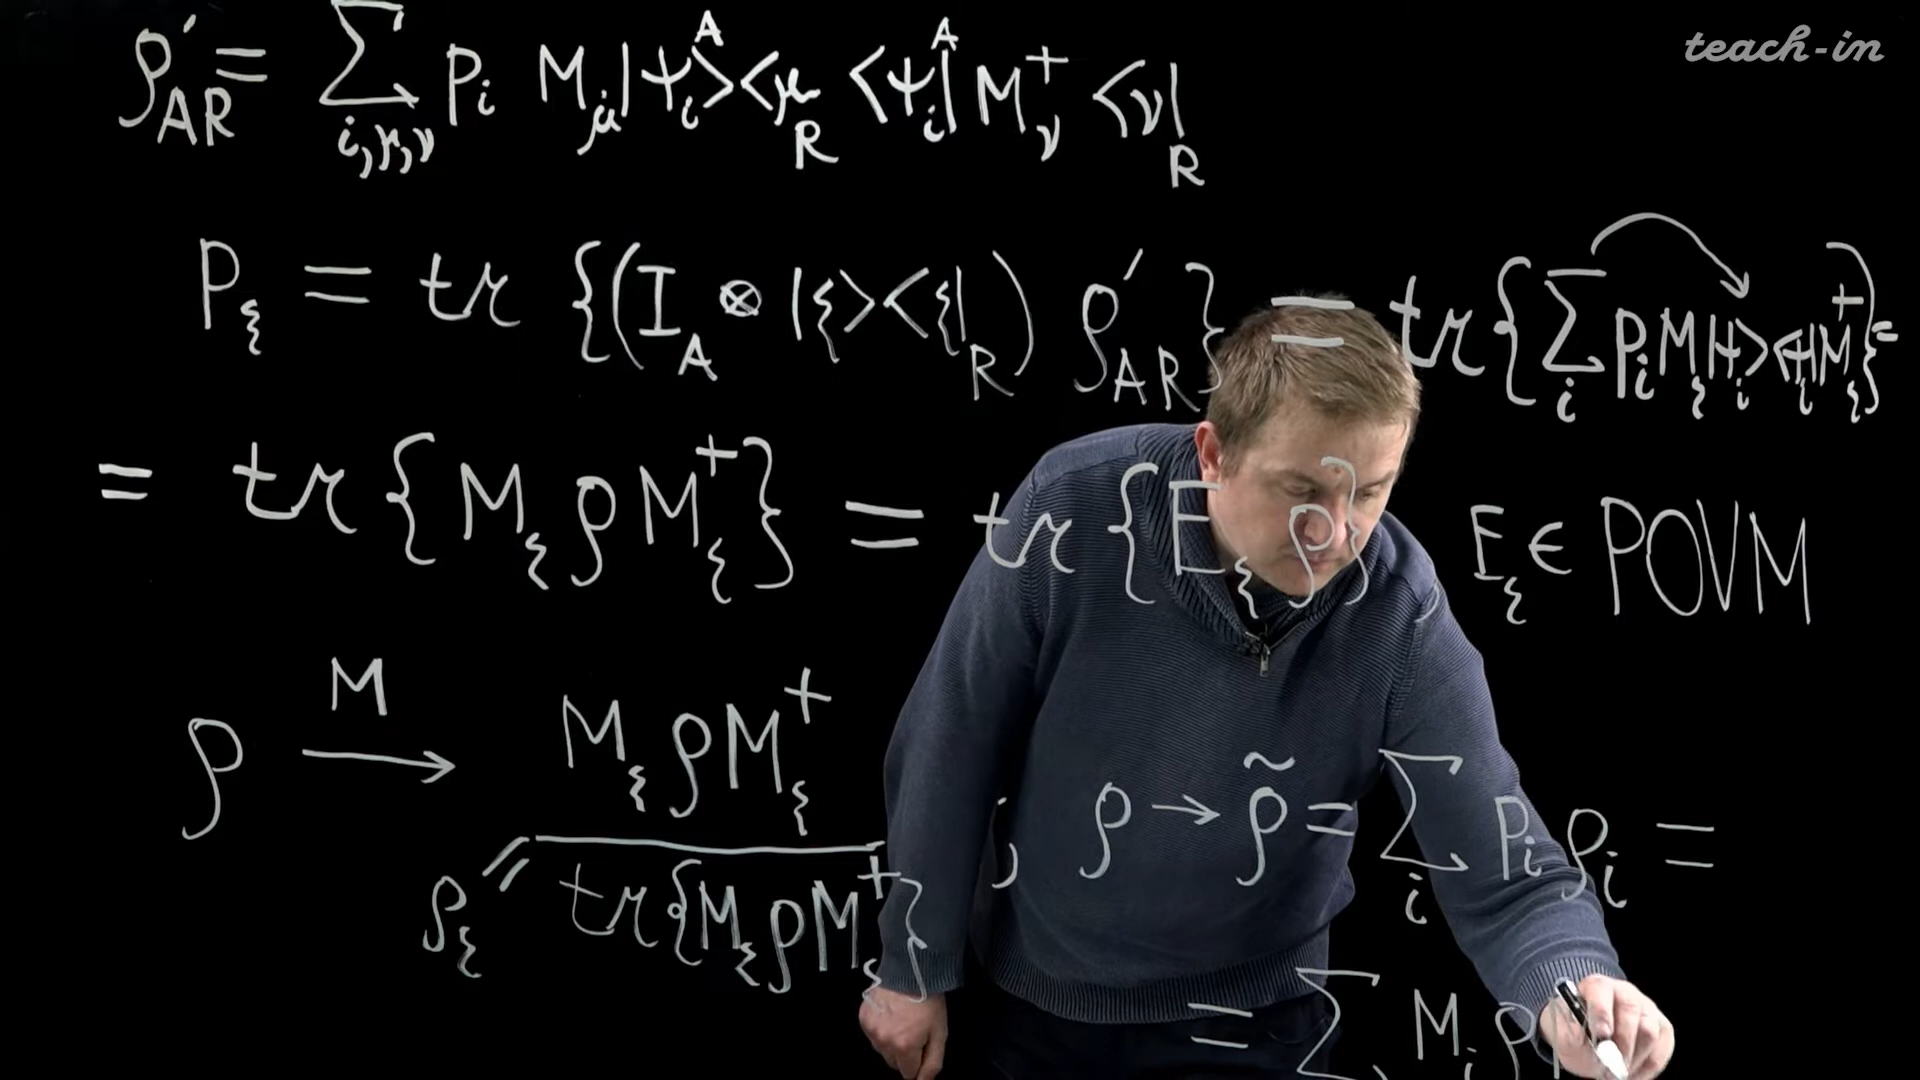 teach-in
ρ'_AR = Σ_{i,μ,ν} p_i M_μ |ψ_i>^A <μ_R <ψ_i|^A M_ν^+ <ν|_R
P_ξ = tr {(I_A ⊗ |ξ><ξ|_R) ρ'_AR} = tr{Σ_i p_i M_ξ |ψ_i> <ψ_i| M_ξ^+} =
= tr {M_ξ ρ M_ξ^+} = tr {E_ξ ρ}, E_ξ ∈ POVM
ρ →^M M_ξ ρ M_ξ^+ / tr{M_ξ ρ M_ξ^+} = ρ_ξ ; ρ → ρ̃ = Σ_i p_i ρ_i =
= Σ M_i ρ